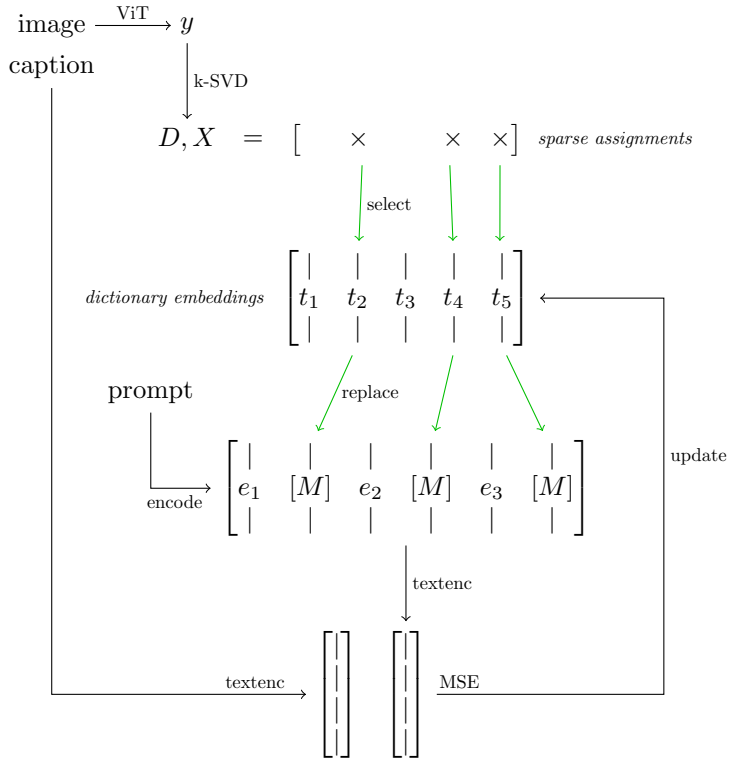 image ViT y
caption
k-SVD
D, X = [ × × × ] sparse assignments
select
dictionary embeddings t₁ t₂ t₃ t₄ t₅
prompt replace
update
encode e₁ [M] e₂ [M] e₃ [M]
textenc
textenc MSE